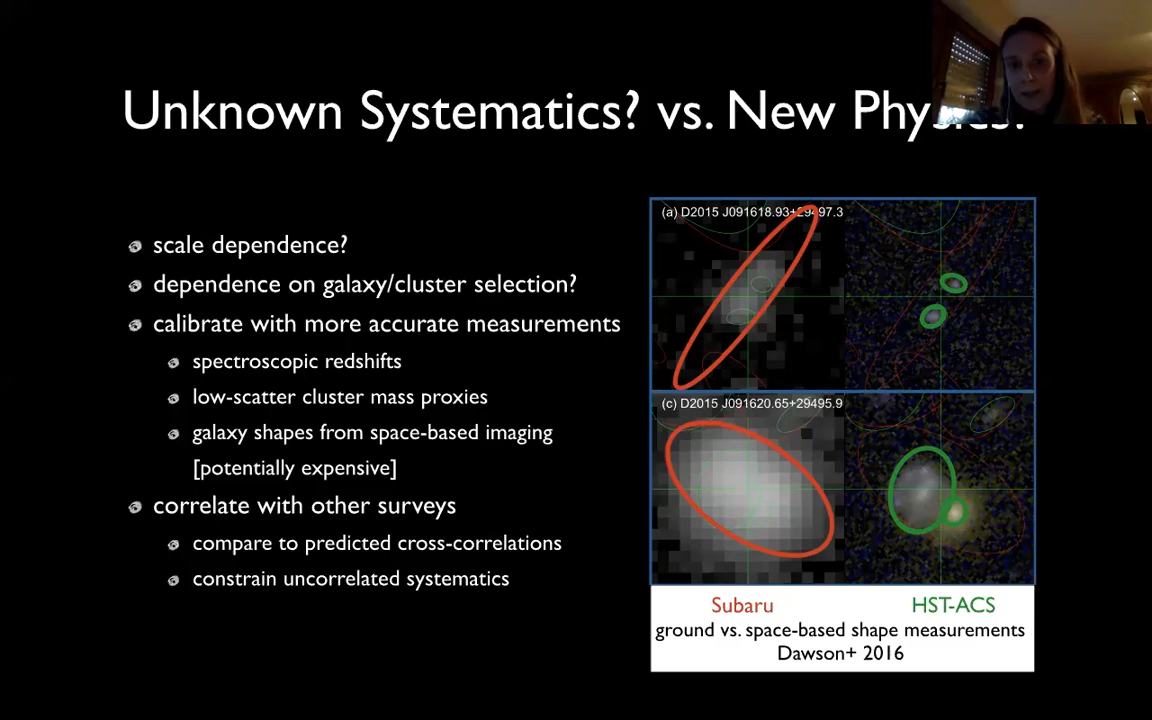 Unknown Systematics? vs. New Physics?
scale dependence?
dependence on galaxy/cluster selection?
calibrate with more accurate measurements
spectroscopic redshifts
low-scatter cluster mass proxies
galaxy shapes from space-based imaging
[potentially expensive]
correlate with other surveys
compare to predicted cross-correlations
constrain uncorrelated systematics
(a) D2015 J091618.93+29497.3
(c) D2015 J091620.65+29495.9
Subaru HST-ACS
ground vs. space-based shape measurements
Dawson+ 2016